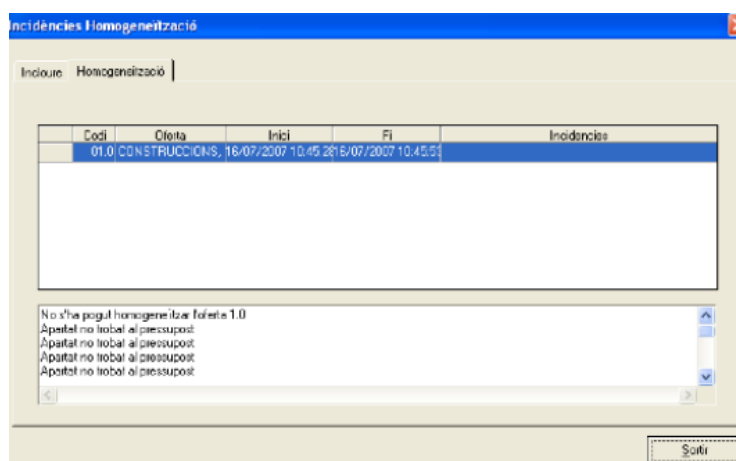 Incidències Homogeneïtzació
Incloure Homogeneització
Codi Oferta Inici Fi Incidencies
01.0 CONSTRUCCIONS, 16/07/2007 10:45:28 16/07/2007 10:45:5
No s'ha pogut homogeneïtzar l'oferta 1.0
Apartat no trobat al pressupost
Apartat no trobat al pressupost
Apartat no trobat al pressupost
Apartat no trobat al pressupost
Sortir